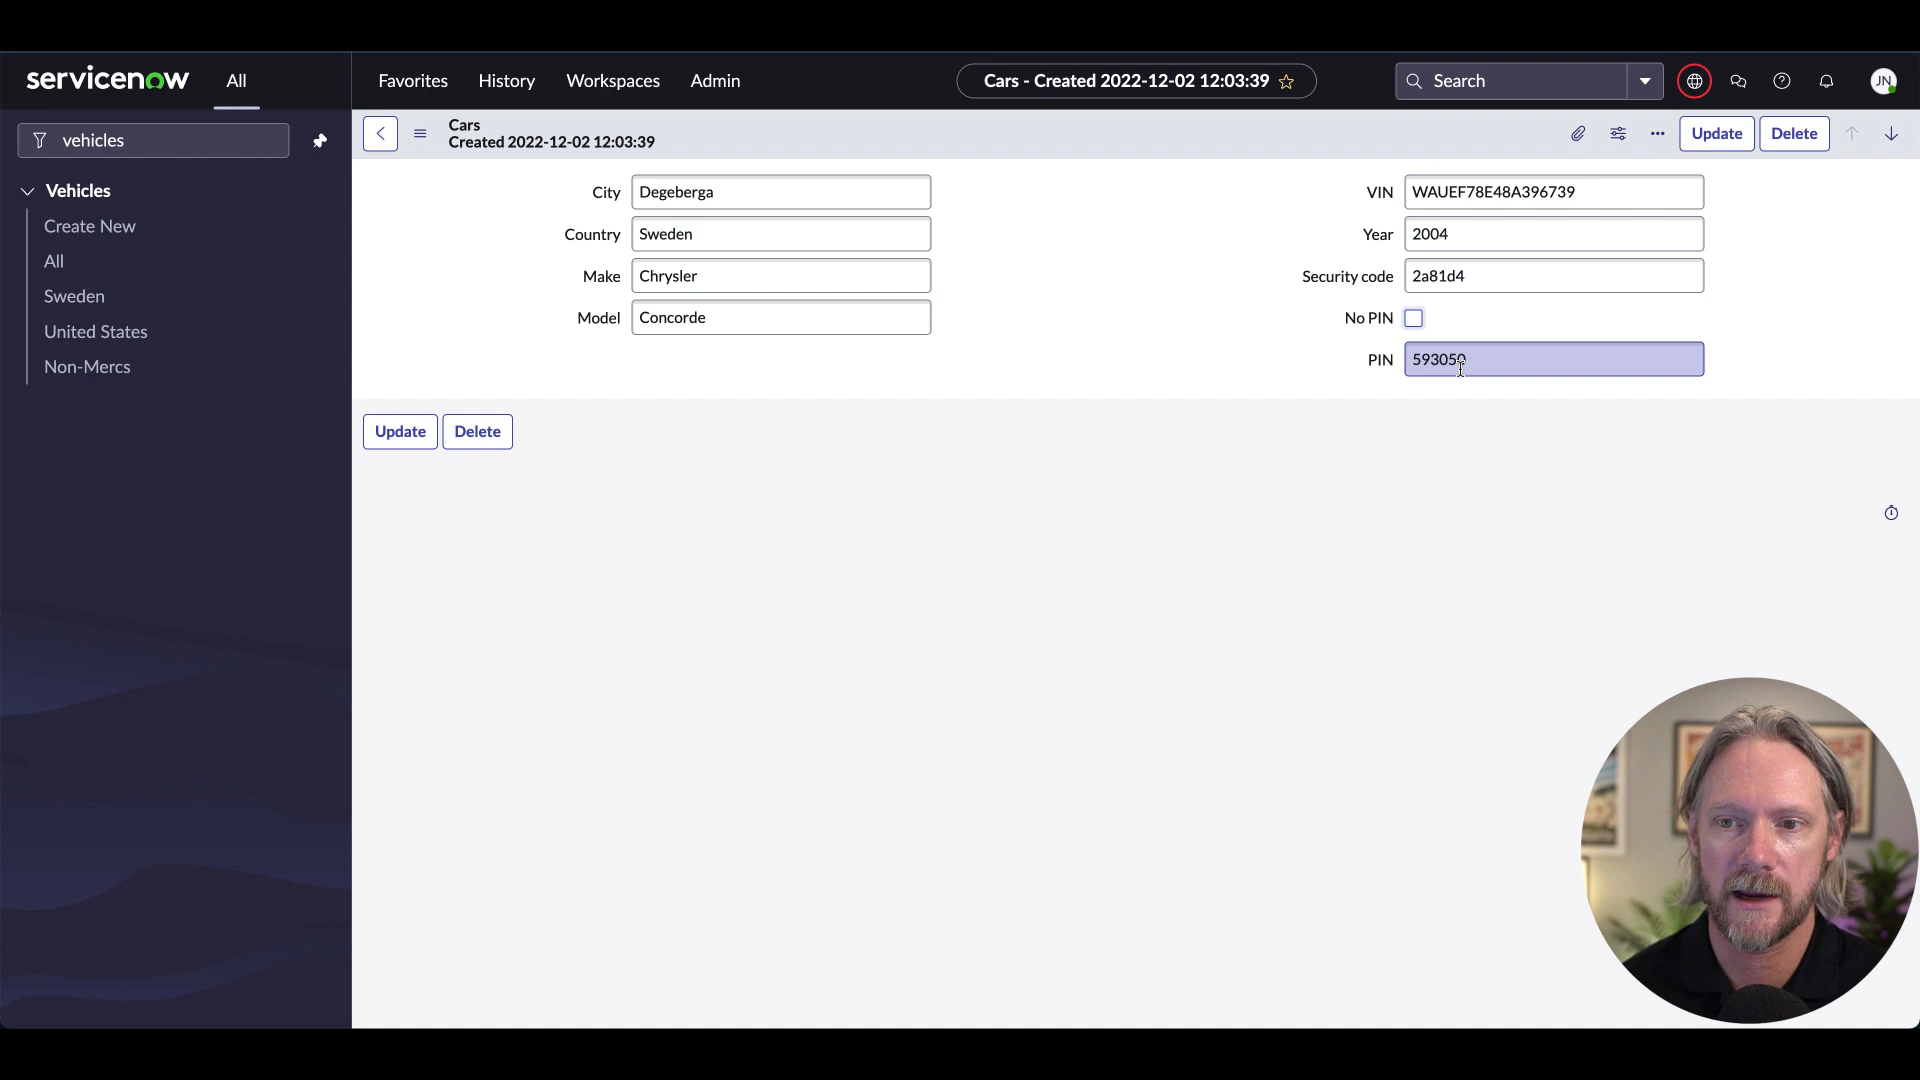 servicenow
All
Favorites
History
Workspaces
Admin
Cars - Created 2022-12-02 12:03:39
Search
JN
vehicles
Cars
Created 2022-12-02 12:03:39
Update
Delete
Vehicles
Create New
All
Sweden
United States
Non-Mercs
City Degeberga
Country Sweden
Make Chrysler
Model Concorde
VIN WAUEF78E48A396739
Year 2004
Security code 2a81d4
No PIN
PIN 593050
Update
Delete